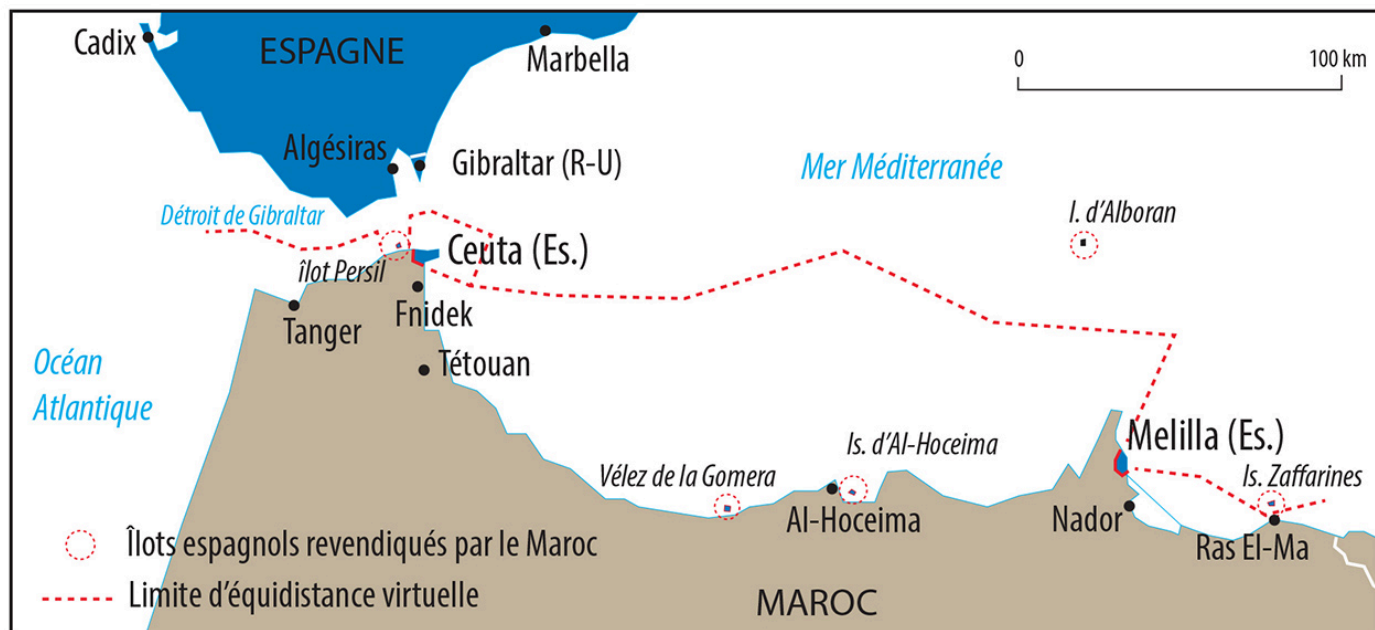 Cadix
ESPAGNE
Marbella
0
100 km
Algésiras
Gibraltar (R-U)
Mer Méditerranée
Détroit de Gibraltar
I. d'Alboran
Ceuta (Es.)
îlot Persil
Fnidek
Tanger
Tétouan
Océan
Atlantique
Melilla (Es.)
Is. d'Al-Hoceima
Vélez de la Gomera
Is. Zaffarines
Al-Hoceima
Nador
Ras El-Ma
Îlots espagnols revendiqués par le Maroc
Limite d'équidistance virtuelle
MAROC